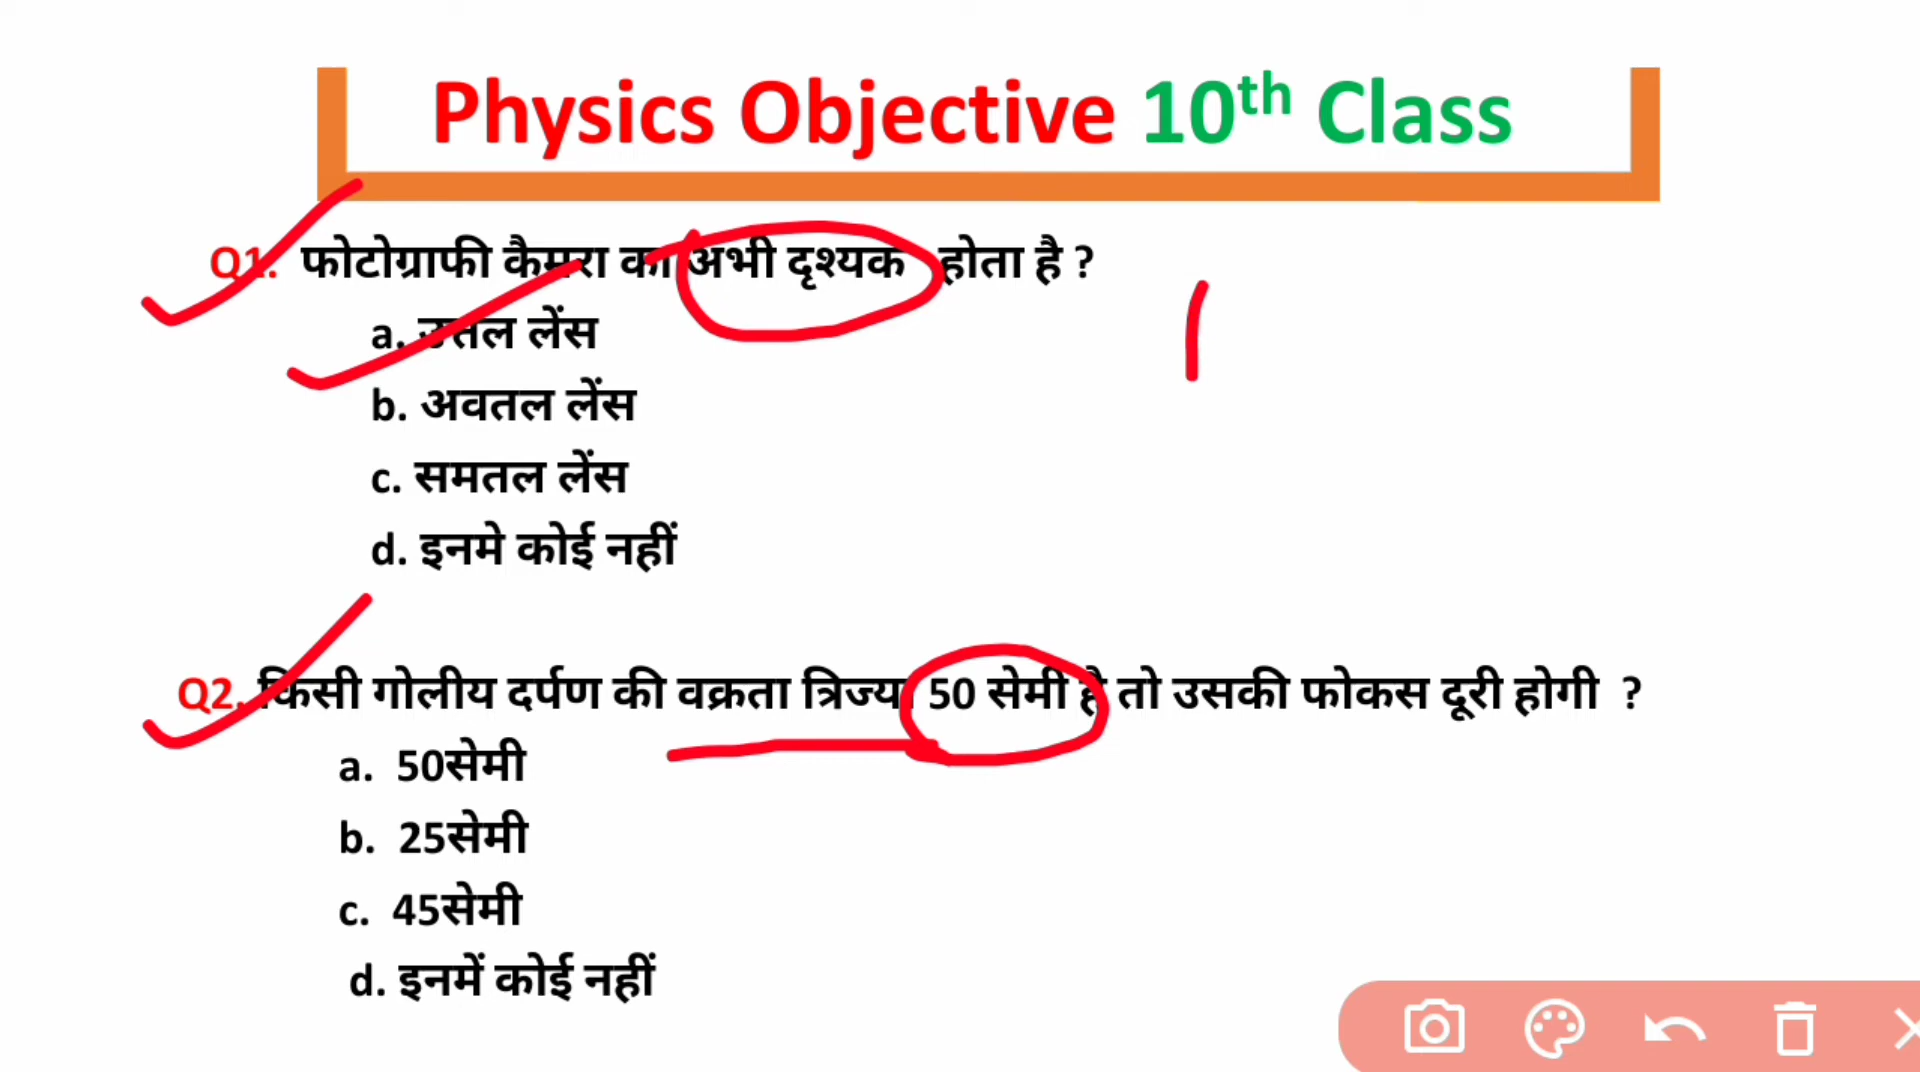 Physics Objective 10th Class
Q1. फोटोग्राफी कैमरा का अभी दृश्यक होता है ?
a. उत्तल लेंस
b. अवतल लेंस
c. समतल लेंस
d. इनमे कोई नहीं
Q2. किसी गोलीय दर्पण की वक्रता त्रिज्या 50 सेमी है तो उसकी फोकस दूरी होगी ?
a. 50सेमी
b. 25सेमी
c. 45सेमी
d. इनमें कोई नहीं